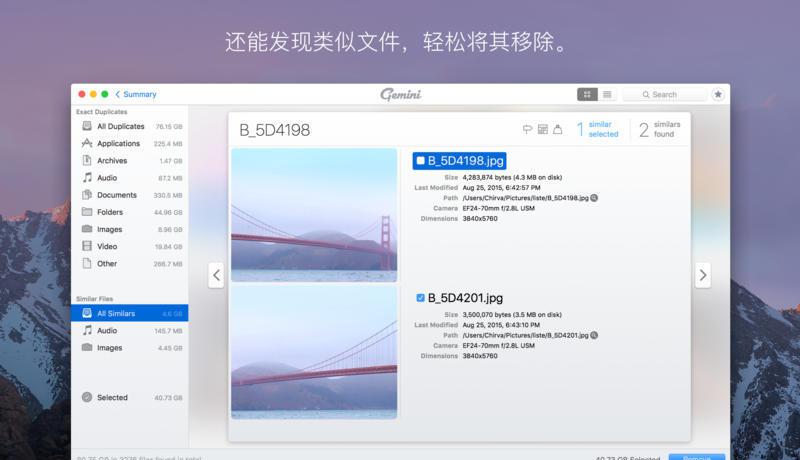 还能发现类似文件，轻松将其移除。
Summary
Gemini
Search
Exact Duplicates
All Duplicates 76.15 GB
Applications 225.4 MB
Archives 1.47 GB
Audio 87.2 MB
Documents 330.5 MB
Folders 44.96 GB
Images 8.96 GB
Video 19.84 GB
Other 266.7 MB
Similar Files
All Similars 4.6 GB
Audio 145.7 MB
Images 4.45 GB
Selected 40.73 GB
B_5D4198
1 similar selected
2 similars found
B_5D4198.jpg
Size 4,283,874 bytes (4.3 MB on disk)
Last Modified Aug 25, 2015, 6:42:57 PM
Path /Users/Chirva/Pictures/liste/B_5D4198.jpg
Camera EF24-70mm f/2.8L USM
Dimensions 3840x5760
B_5D4201.jpg
Size 3,500,070 bytes (3.5 MB on disk)
Last Modified Aug 25, 2015, 6:43:10 PM
Path /Users/Chirva/Pictures/liste/B_5D4201.jpg
Camera EF24-70mm f/2.8L USM
Dimensions 3840x5760
40.73 GB Selected
Remove